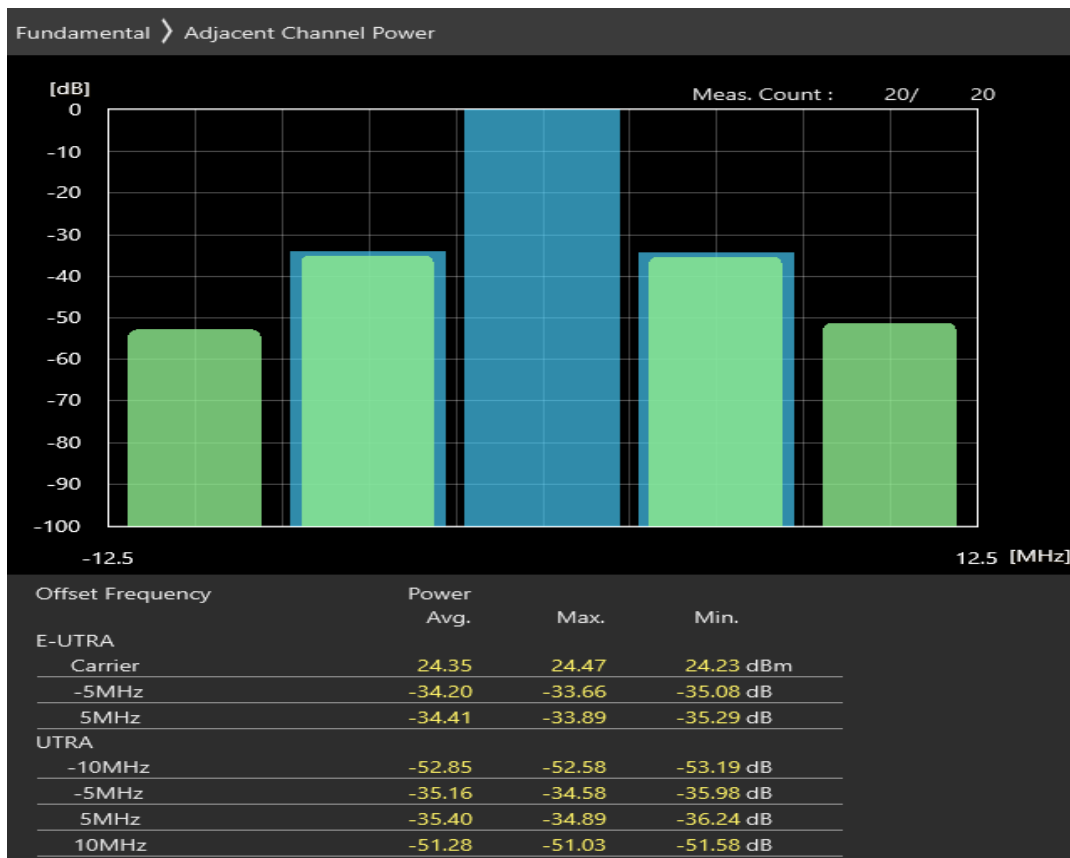 Fundamental 〉 Adjacent Channel Power
[dB]
Meas. Count : 20/ 20
0
-10
-20
-30
-40
-50
-60
-70
-80
-90
-100
-12.5 12.5 [MHz]
Offset Frequency Power
Avg. Max. Min.
E-UTRA
Carrier 24.35 24.47 24.23 dBm
-5MHz -34.20 -33.66 -35.08 dB
5MHz -34.41 -33.89 -35.29 dB
UTRA
-10MHz -52.85 -52.58 -53.19 dB
-5MHz -35.16 -34.58 -35.98 dB
5MHz -35.40 -34.89 -36.24 dB
10MHz -51.28 -51.03 -51.58 dB